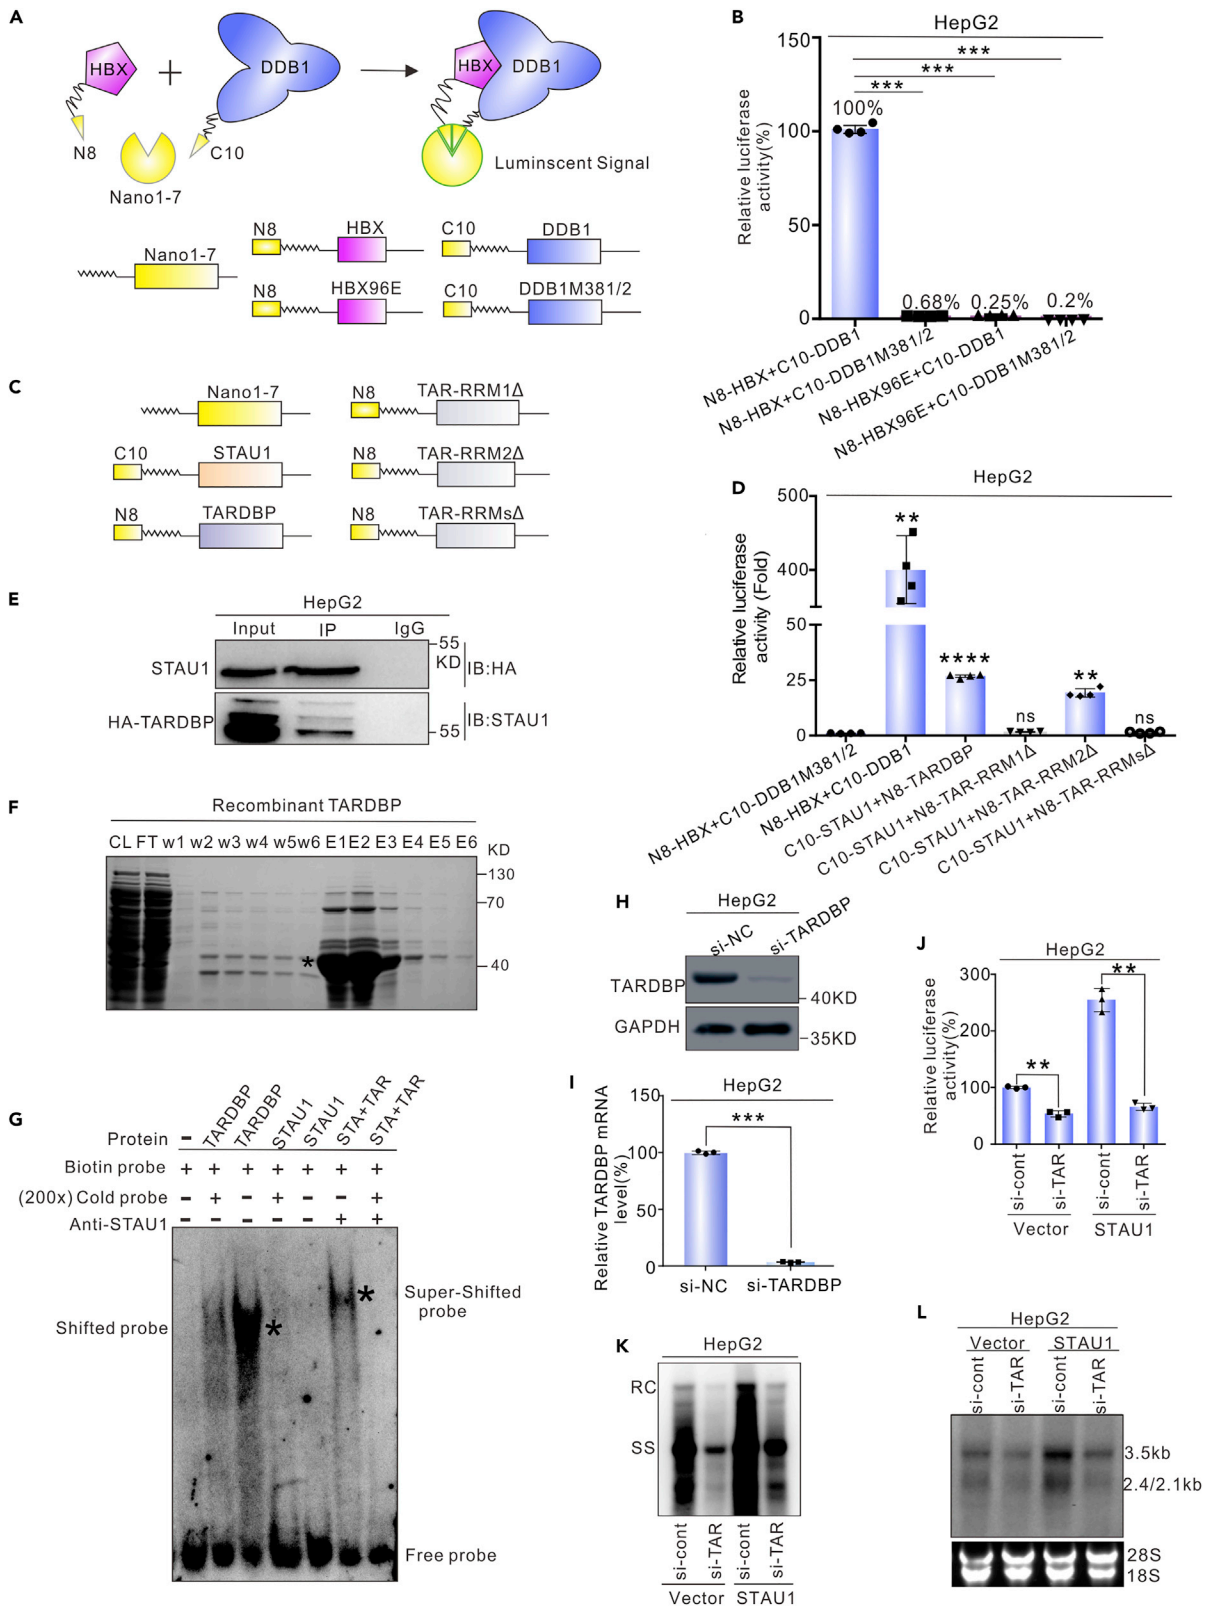 A
HBX
+
DDB1
HBX
DDB1
N8
Nano1-7
C10
Luminscent Signal
Nano1-7
N8
HBX
C10
DDB1
N8
HBX96E
C10
DDB1M381/2
B
HepG2
Relative luciferase
activity(%)
150
100
50
0
***
***
***
100%
0.68%
0.25%
0.2%
N8-HBX+C10-DDB1
N8-HBX+C10-DDB1M381/2
N8-HBX96E+C10-DDB1
N8-HBX96E+C10-DDB1M381/2
C
Nano1-7
N8
TAR-RRM1Δ
C10
STAU1
N8
TAR-RRM2Δ
N8
TARDBP
N8
TAR-RRMsΔ
D
HepG2
Relative luciferase
activity (Fold)
500
400
50
25
0
**
****
ns
**
ns
N8-HBX+C10-DDB1M381/2
N8-HBX+C10-DDB1
C10-STAU1+N8-TARDBP
C10-STAU1+N8-TAR-RRM1Δ
C10-STAU1+N8-TAR-RRM2Δ
C10-STAU1+N8-TAR-RRMsΔ
E
HepG2
Input IP IgG
STAU1
55
KD
IB:HA
HA-TARDBP
55
IB:STAU1
F
Recombinant TARDBP
CL FT w1 w2 w3 w4 w5 w6 E1 E2 E3 E4 E5 E6
KD
130
70
40
*
G
Protein
- TARDBP TARDBP STAU1 STAU1 STA+TAR STA+TAR
Biotin probe + + + + + + +
(200x) Cold probe - + - + - - +
Anti-STAU1 - - - - - + +
Shifted probe
*
*
Super-Shifted
probe
Free probe
H
HepG2
si-NC si-TARDBP
TARDBP
40KD
GAPDH
35KD
I
HepG2
Relative TARDBP mRNA
level(%)
150
100
50
0
***
si-NC si-TARDBP
J
HepG2
Relative luciferase
activity(%)
300
200
100
0
**
**
si-cont si-TAR si-cont si-TAR
Vector STAU1
K
HepG2
RC
SS
si-cont si-TAR si-cont si-TAR
Vector STAU1
L
HepG2
Vector STAU1
si-cont si-TAR si-cont si-TAR
3.5kb
2.4/2.1kb
28S
18S